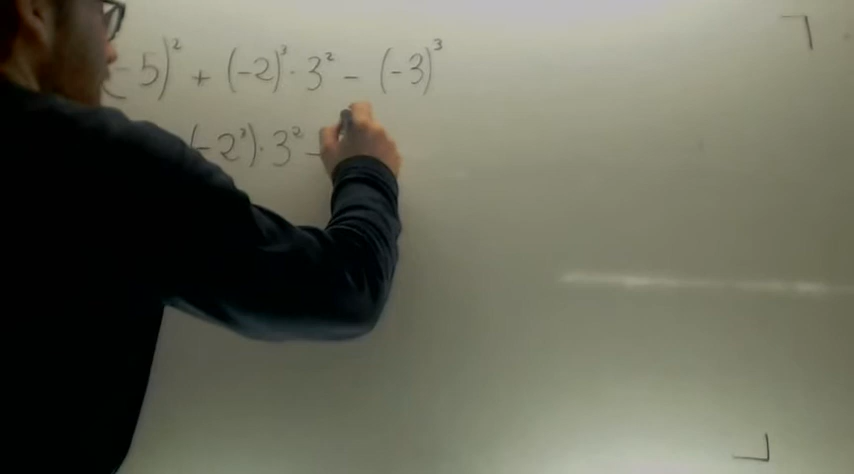 - 5)² + (-2)³ · 3² - (-3)³
(-2³) · 3² -